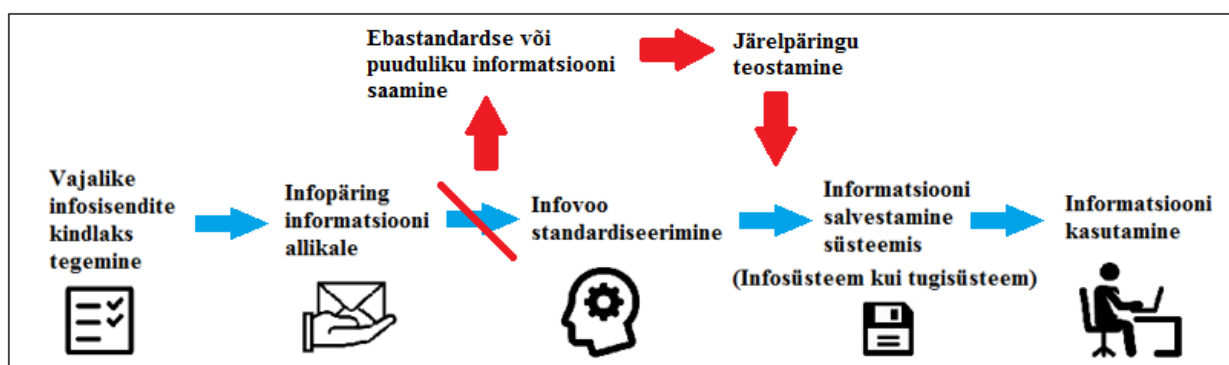 Ebastandardse või
puuduliku informatsiooni
saamine
Järelpäringu
teostamine
Vajalike
infosisendite
kindlaks
tegemine
Infopäring
informatsiooni
allikale
Infovoo
standardiseerimine
Informatsiooni
salvestamine
süsteemis
(Infosüsteem kui tugisüsteem)
Informatsiooni
kasutamine